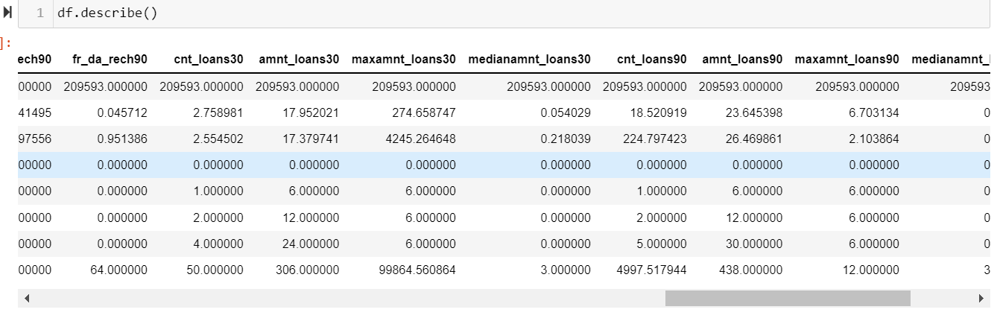 1 df.describe()
]:
ech90 fr_da_rech90 cnt_loans30 amnt_loans30 maxamnt_loans30 medianamnt_loans30 cnt_loans90 amnt_loans90 maxamnt_loans90 medianamnt_l
00000 209593.000000 209593.000000 209593.000000 209593.000000 209593.000000 209593.000000 209593.000000 209593.000000 209593
41495 0.045712 2.758981 17.952021 274.658747 0.054029 18.520919 23.645398 6.703134 0
97556 0.951386 2.554502 17.379741 4245.264648 0.218039 224.797423 26.469861 2.103864 0
00000 0.000000 0.000000 0.000000 0.000000 0.000000 0.000000 0.000000 0.000000 0
00000 0.000000 1.000000 6.000000 6.000000 0.000000 1.000000 6.000000 6.000000 0
00000 0.000000 2.000000 12.000000 6.000000 0.000000 2.000000 12.000000 6.000000 0
00000 0.000000 4.000000 24.000000 6.000000 0.000000 5.000000 30.000000 6.000000 0
00000 64.000000 50.000000 306.000000 99864.560864 3.000000 4997.517944 438.000000 12.000000 3